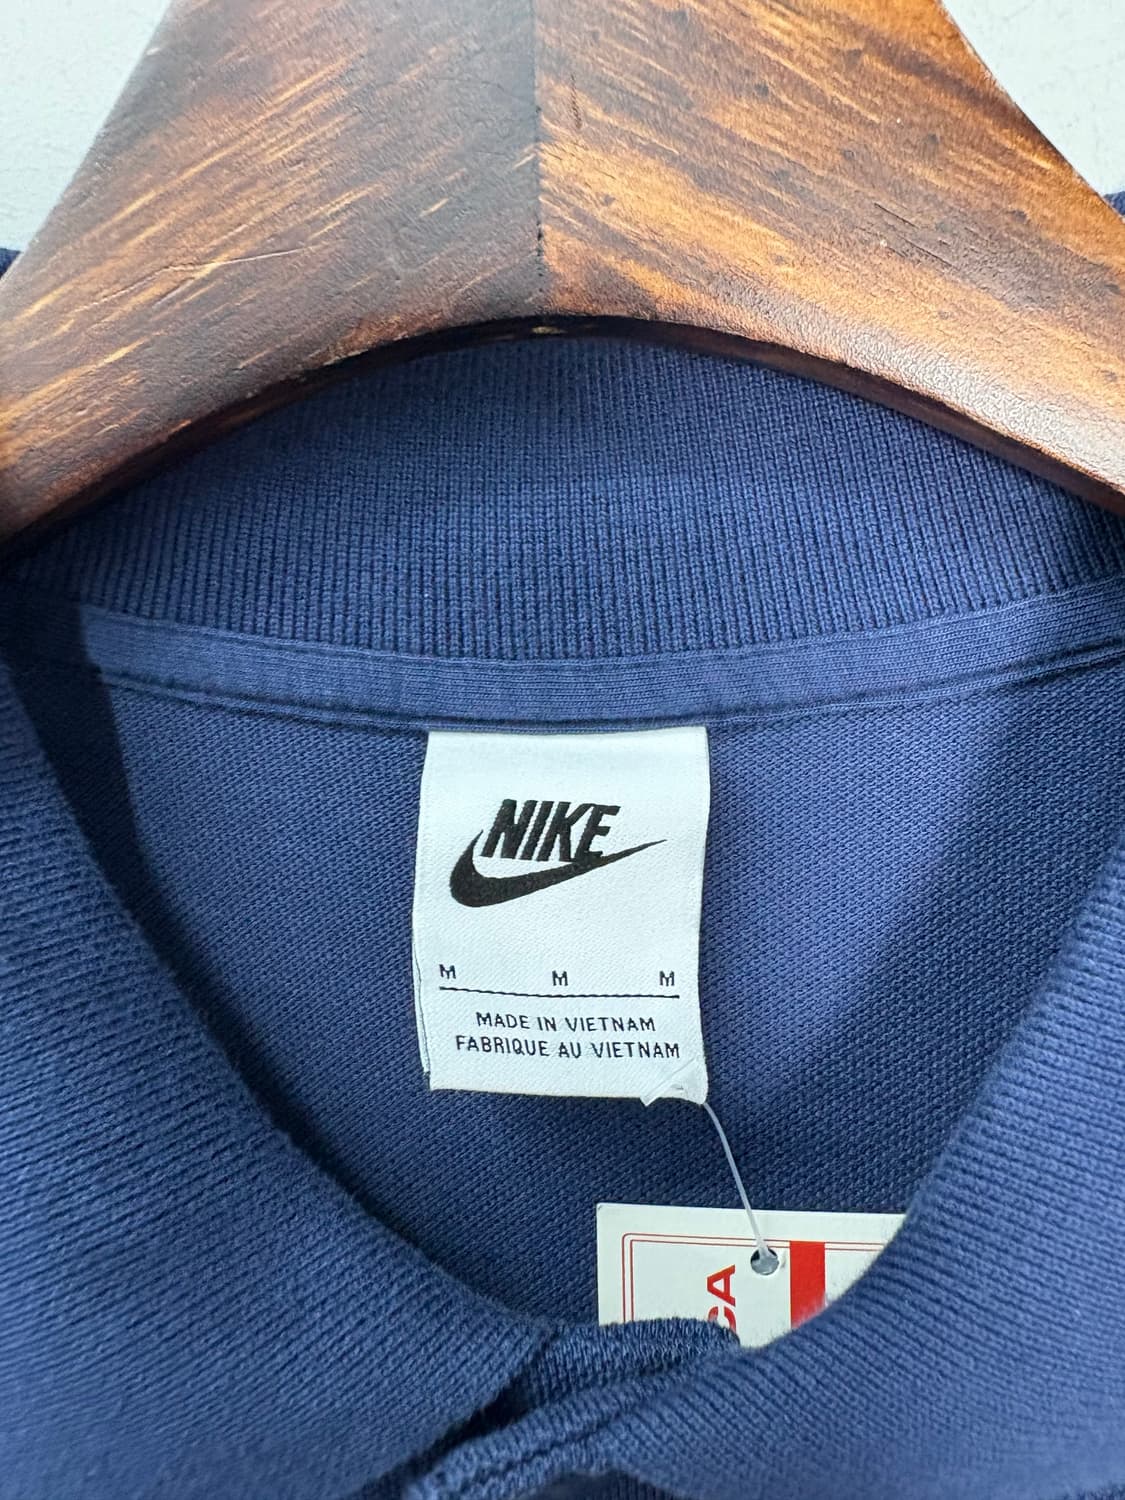 NIKE
M M M
MADE IN VIETNAM
FABRIQUE AU VIETNAM